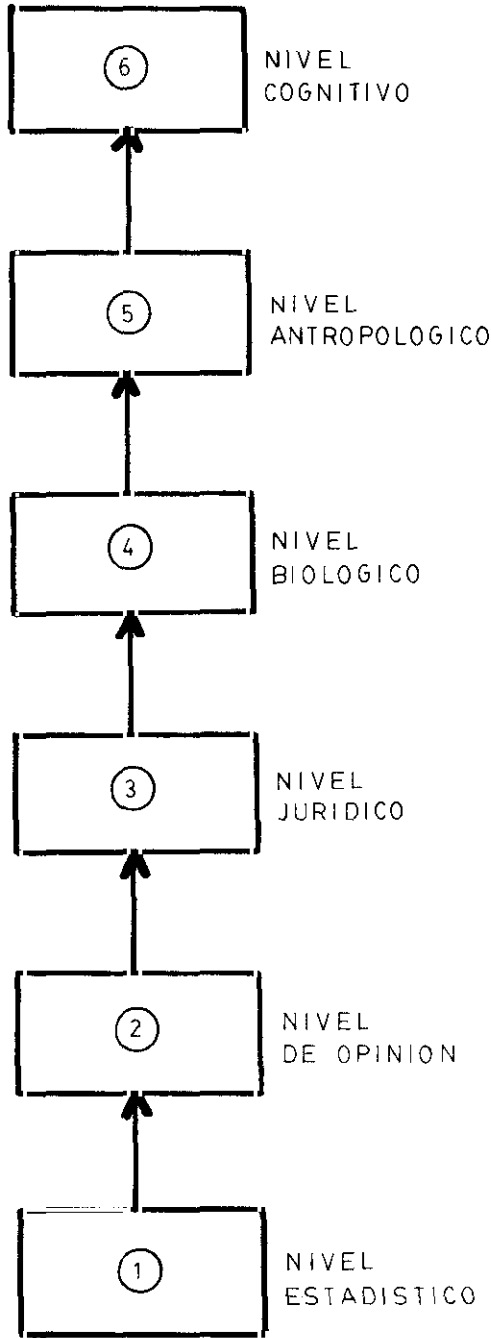 6
NIVEL
COGNITIVO
5
NIVEL
ANTROPOLOGICO
4
NIVEL
BIOLOGICO
3
NIVEL
JURIDICO
2
NIVEL
DE OPINION
1
NIVEL
ESTADISTICO